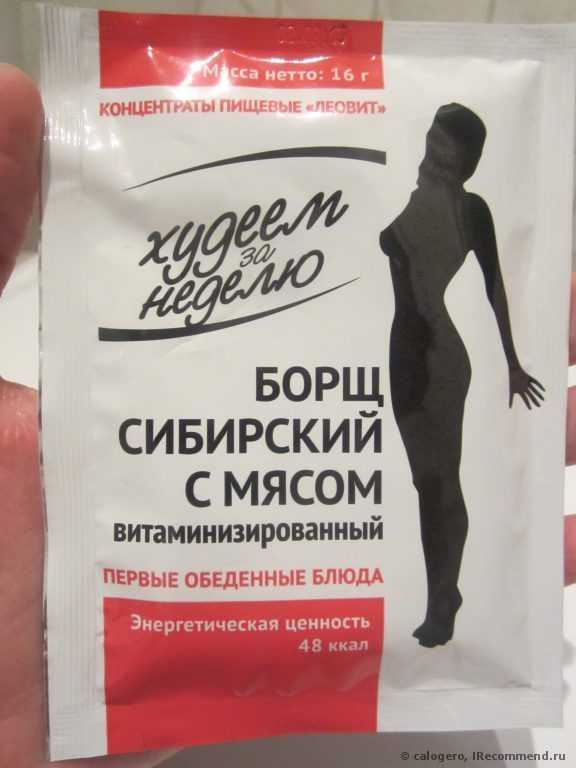 Масса нетто: 16 г
КОНЦЕНТРАТЫ ПИЩЕВЫЕ «ЛЕОВИТ»
худеем
за
неделю
БОРЩ
СИБИРСКИЙ
С МЯСОМ
витаминизированный
ПЕРВЫЕ ОБЕДЕННЫЕ БЛЮДА
Энергетическая ценность
48 ккал
© calogero, IRecommend.ru